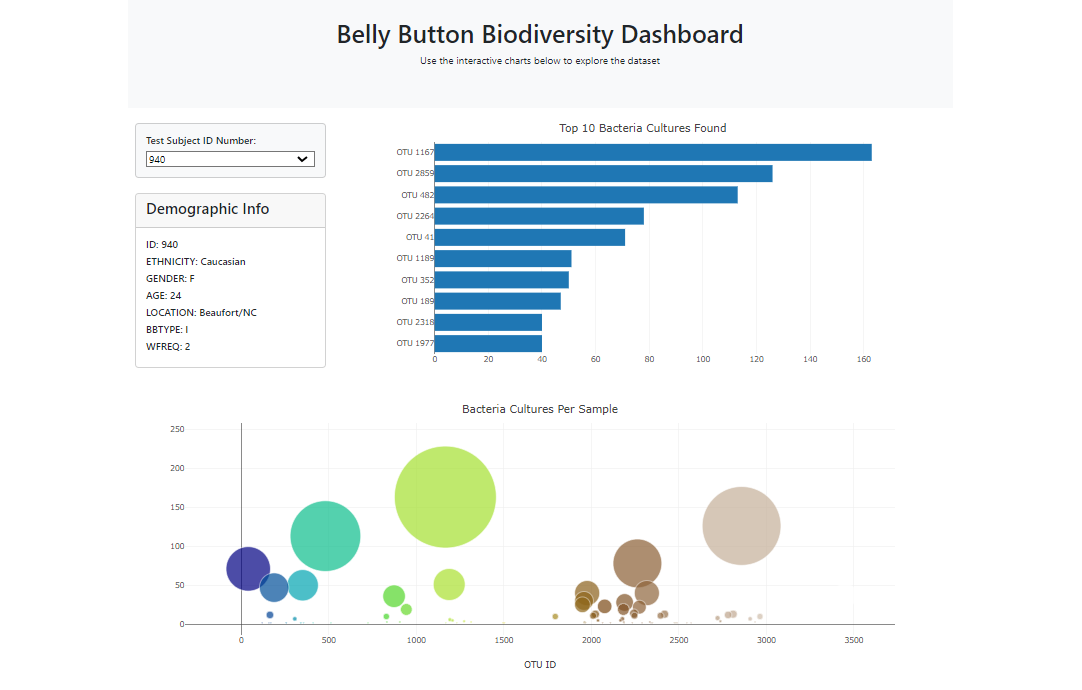 Belly Button Biodiversity Dashboard
Use the interactive charts below to explore the dataset
Test Subject ID Number:
940
Demographic Info
ID: 940
ETHNICITY: Caucasian
GENDER: F
AGE: 24
LOCATION: Beaufort/NC
BBTYPE: I
WFREQ: 2
Top 10 Bacteria Cultures Found
OTU 1167
OTU 2859
OTU 482
OTU 2264
OTU 41
OTU 1189
OTU 352
OTU 189
OTU 2318
OTU 1977
0 20 40 60 80 100 120 140 160
Bacteria Cultures Per Sample
250
200
150
100
50
0
0 500 1000 1500 2000 2500 3000 3500
OTU ID